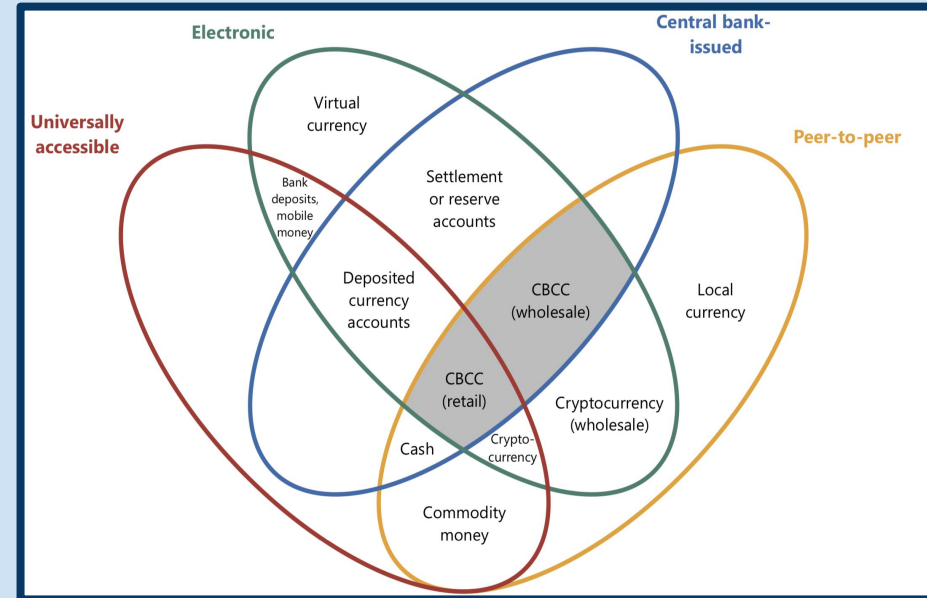 Electronic
Central bank-
issued
Universally
accessible
Peer-to-peer
Virtual
currency
Bank
deposits,
mobile
money
Settlement
or reserve
accounts
Deposited
currency
accounts
CBCC
(wholesale)
Local
currency
CBCC
(retail)
Cryptocurrency
(wholesale)
Cash
Crypto-
currency
Commodity
money